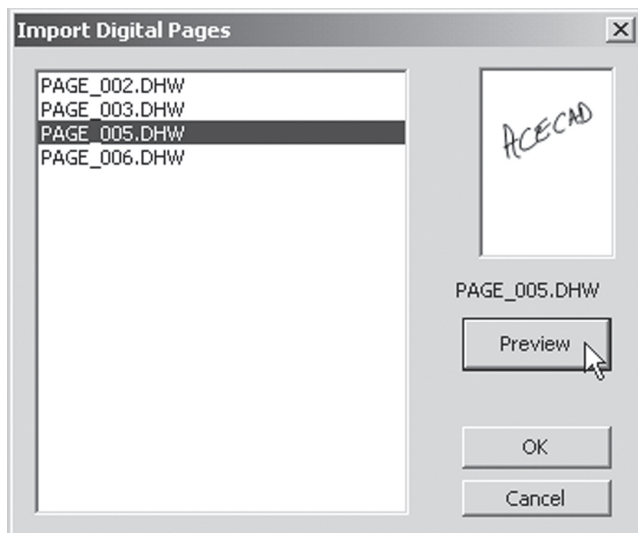 Import Digital Pages
PAGE_002.DHW
PAGE_003.DHW
PAGE_005.DHW
PAGE_006.DHW
ACECAD
PAGE_005.DHW
Preview
OK
Cancel